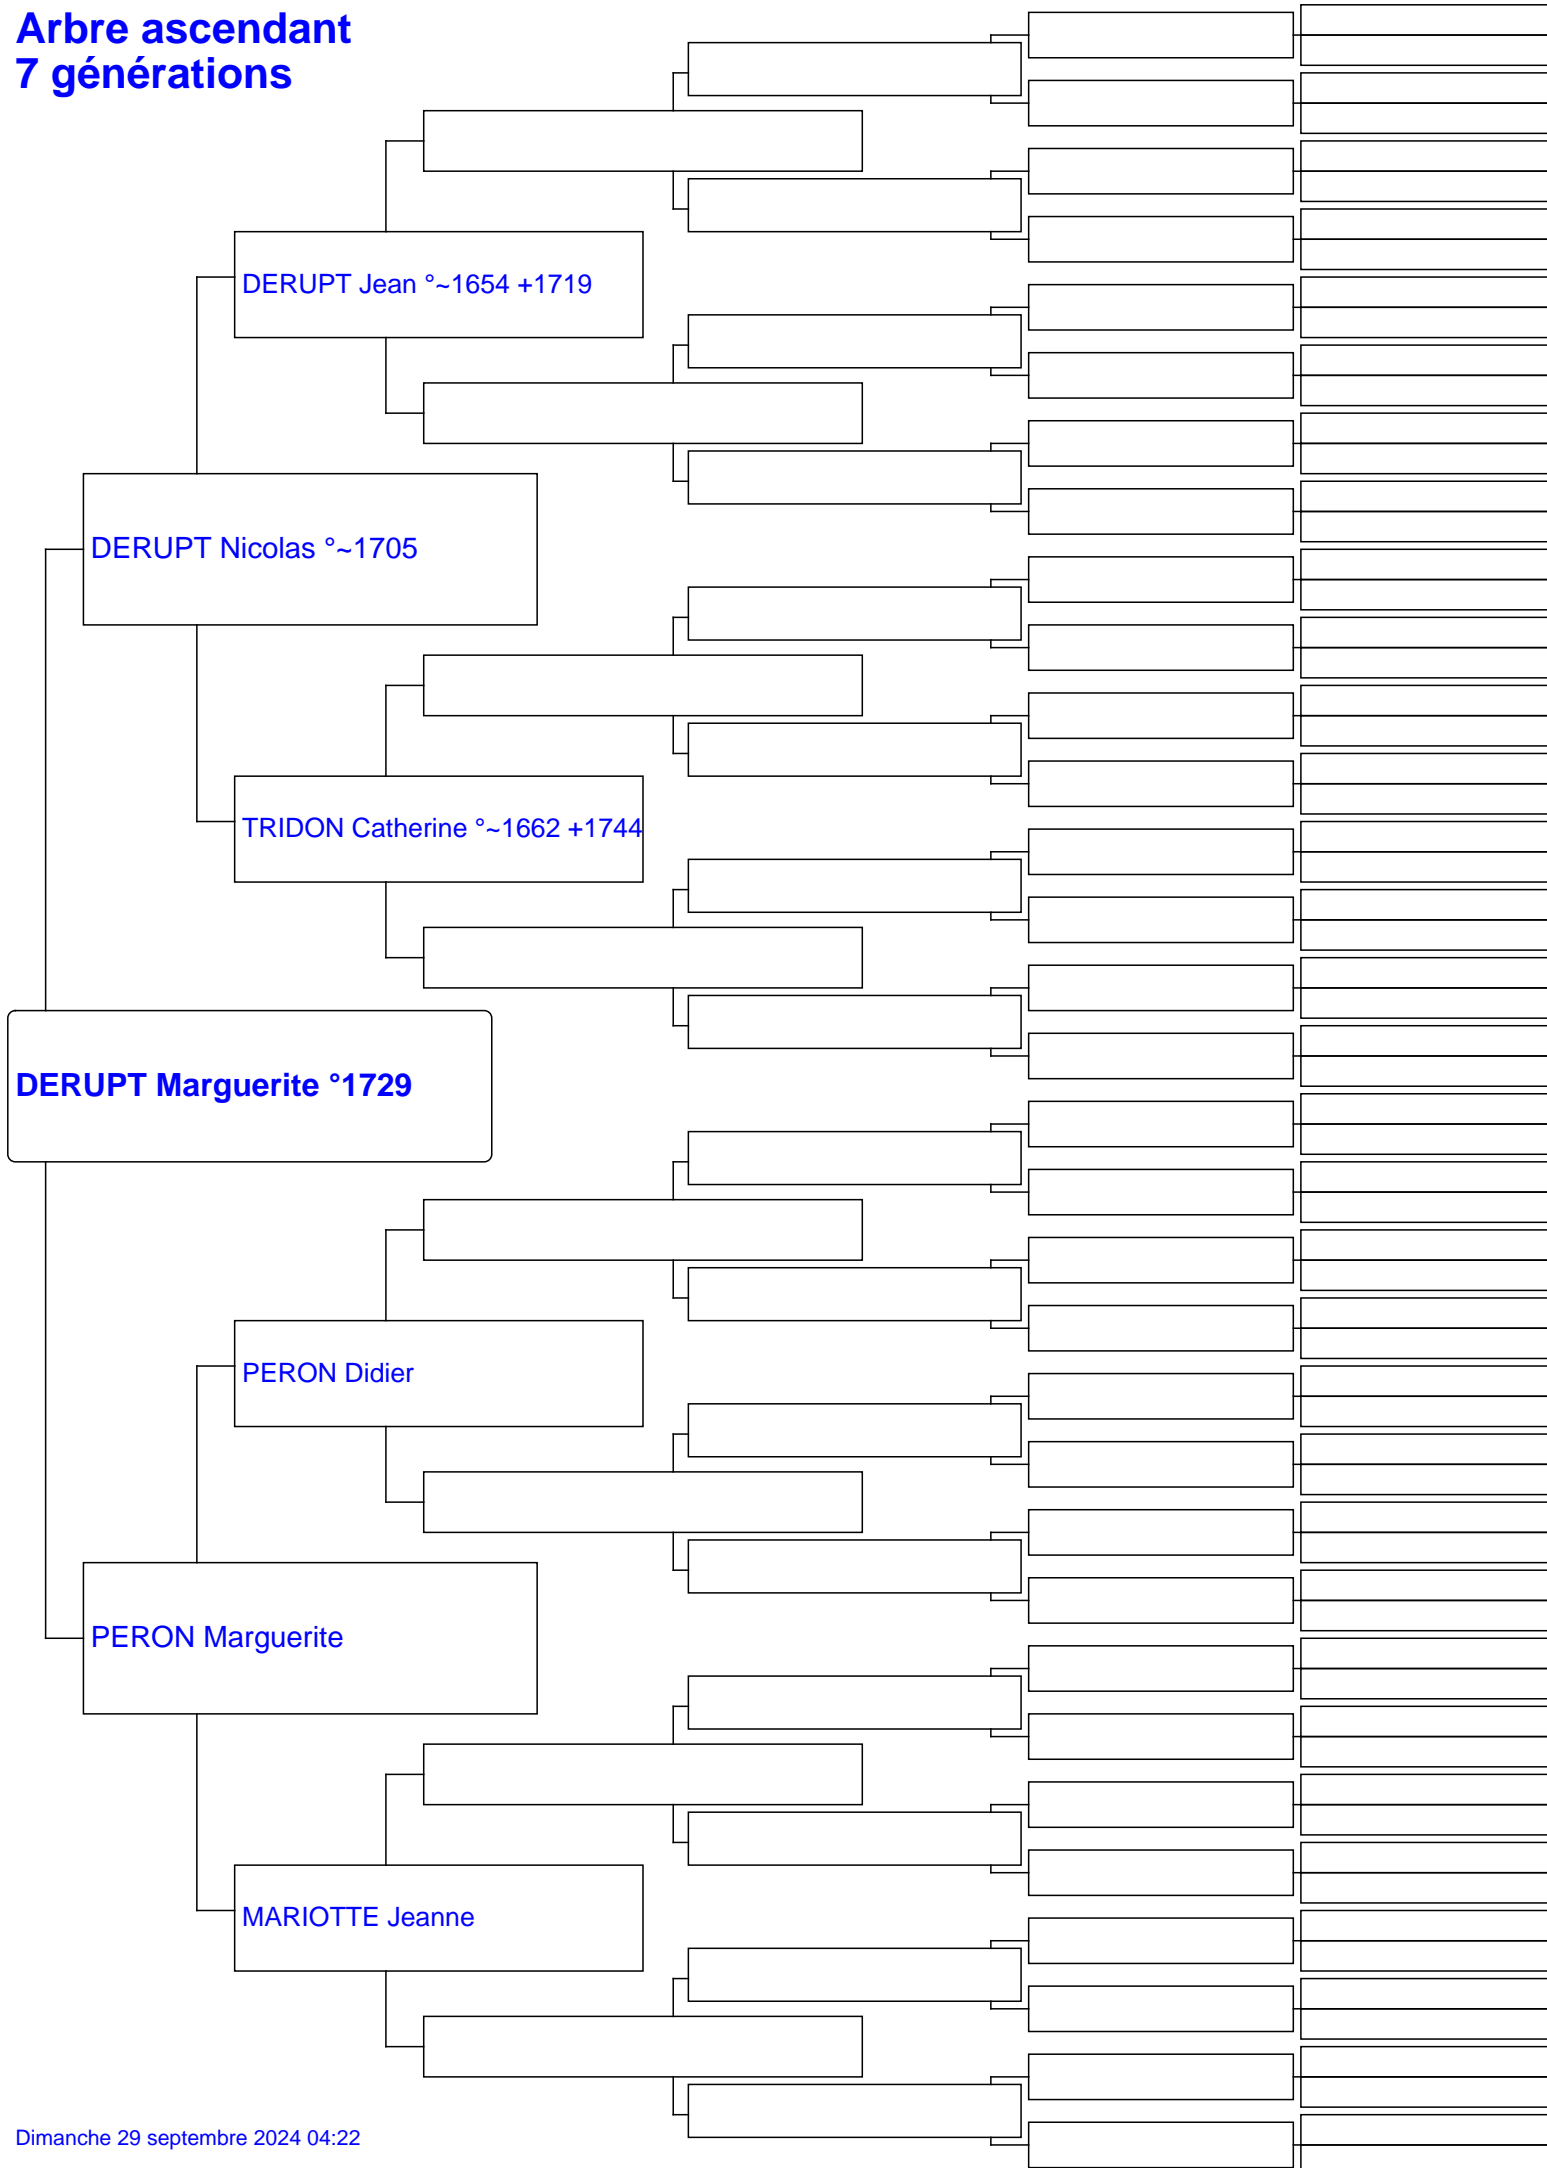 Arbre ascendant
7 générations
DERUPT Jean °~1654 +1719
DERUPT Nicolas °~1705
TRIDON Catherine °~1662 +1744
DERUPT Marguerite °1729
PERON Didier
PERON Marguerite
MARIOTTE Jeanne
Dimanche 29 septembre 2024 04:22